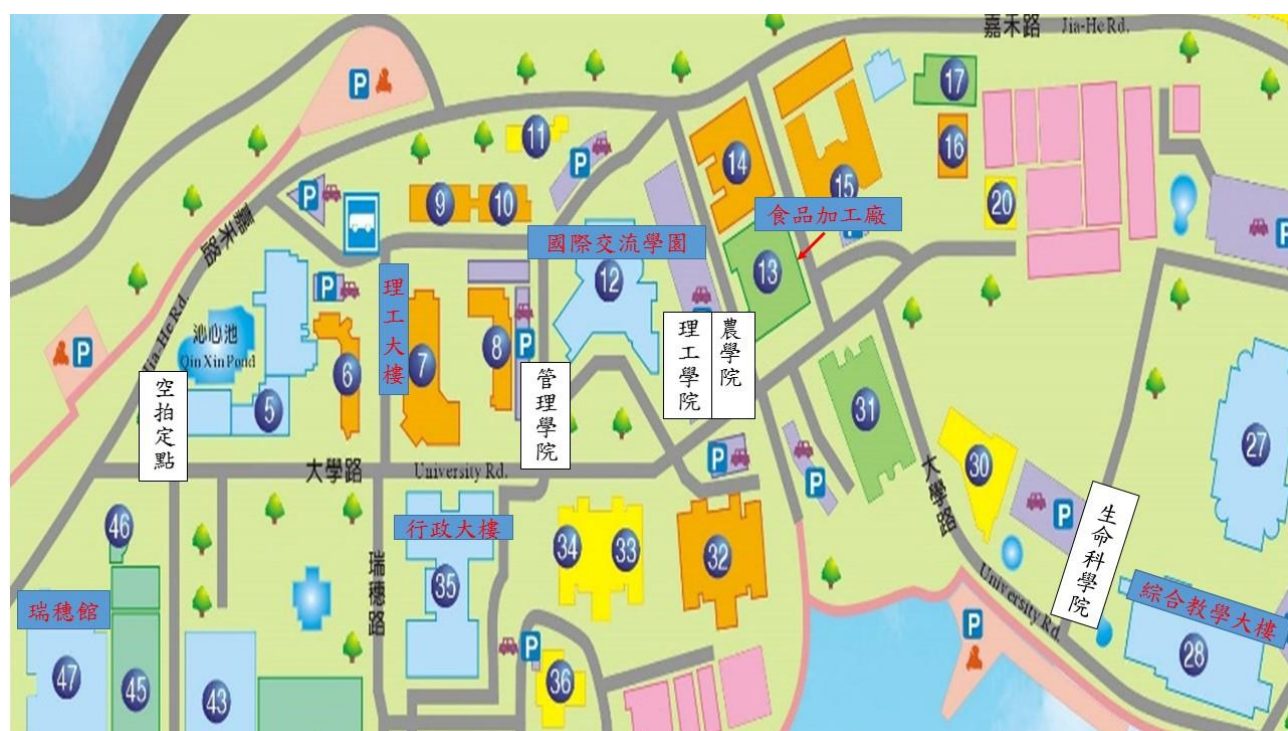 嘉禾路 Jia-He Rd.
P
17
11
14
16
P
15
P
9
10
20
食品加工廠
嘉禾路
國際交流學園
P
12
13
Jia-He Rd.
P
理工大樓
沁心池
Qin Xin Pond
P
6
7
8
P
理工學院
農學院
空拍定點
5
管理學院
31
27
大學路 University Rd.
P
30
P
大學路
P
生命科學院
46
行政大樓
34
33
32
瑞穗路
35
University Rd.
瑞穗館
綜合教學大樓
P
P
28
47
45
43
36